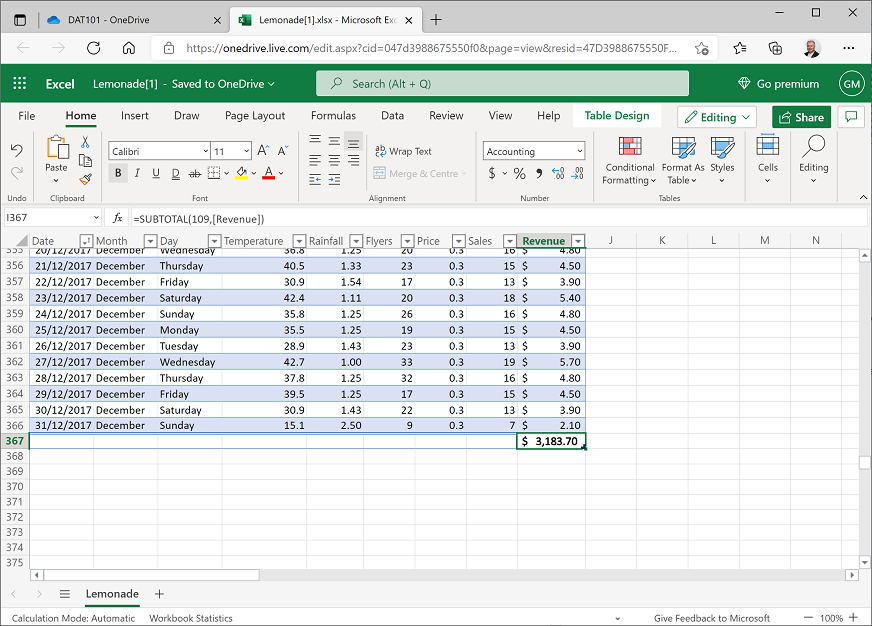 DAT101 - OneDrive
Lemonade[1].xlsx - Microsoft Exc
https://onedrive.live.com/edit.aspx?cid=047d3988675550f0&page=view&resid=47D3988675550F...
Excel Lemonade[1] - Saved to OneDrive
Search (Alt + Q)
Go premium GM
File Home Insert Draw Page Layout Formulas Data Review View Help Table Design Editing Share
Paste
Calibri 11
B I U D ab A
Wrap Text
Merge & Centre
Accounting
$ % 9 .00 .00
Conditional Formatting
Format As Table
Styles
Cells
Editing
Undo Clipboard Font Alignment Number Tables
I367 fx =SUBTOTAL(109,[Revenue])
Date Month Day Temperature Rainfall Flyers Price Sales Revenue J K L M N
355 20/12/2017 December Wednesday 36.8 1.25 20 0.3 16 $ 4.80
356 21/12/2017 December Thursday 40.5 1.33 23 0.3 15 $ 4.50
357 22/12/2017 December Friday 30.9 1.54 17 0.3 13 $ 3.90
358 23/12/2017 December Saturday 42.4 1.11 20 0.3 18 $ 5.40
359 24/12/2017 December Sunday 35.8 1.25 26 0.3 16 $ 4.80
360 25/12/2017 December Monday 35.5 1.25 19 0.3 15 $ 4.50
361 26/12/2017 December Tuesday 28.9 1.43 23 0.3 13 $ 3.90
362 27/12/2017 December Wednesday 42.7 1.00 33 0.3 19 $ 5.70
363 28/12/2017 December Thursday 37.8 1.25 32 0.3 16 $ 4.80
364 29/12/2017 December Friday 39.5 1.25 17 0.3 15 $ 4.50
365 30/12/2017 December Saturday 30.9 1.43 22 0.3 13 $ 3.90
366 31/12/2017 December Sunday 15.1 2.50 9 0.3 7 $ 2.10
367 $ 3,183.70
368
369
370
371
372
373
374
375
Lemonade
Calculation Mode: Automatic Workbook Statistics Give Feedback to Microsoft 100%